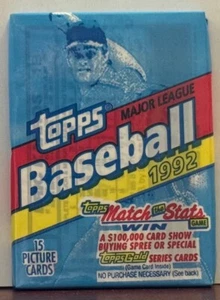 MAJOR LEAGUE
TOPPS
Baseball
1992
Topps Match the Stats GAME
WIN
A $100,000 CARD SHOW
BUYING SPREE OR SPECIAL
Topps Gold SERIES CARDS
(Game Card Inside)
NO PURCHASE NECESSARY (See back)
15
PICTURE
CARDS